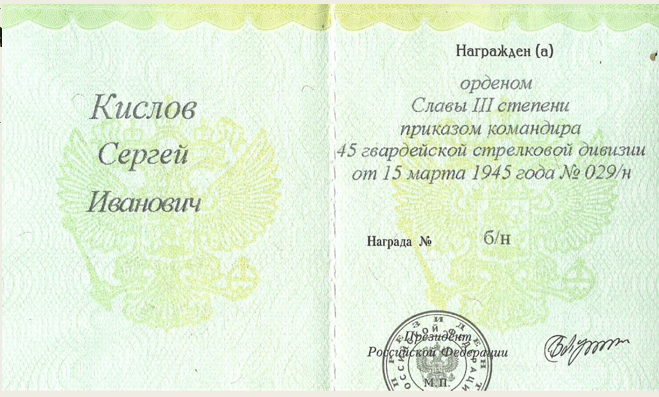 Кислов
Сергей
Иванович
Награжден (а)
орденом
Славы III степени
приказом командира
45 гвардейской стрелковой дивизии
от 15 марта 1945 года № 029/н
Награда № б/н
Президент
Российской Федерации
М.П.